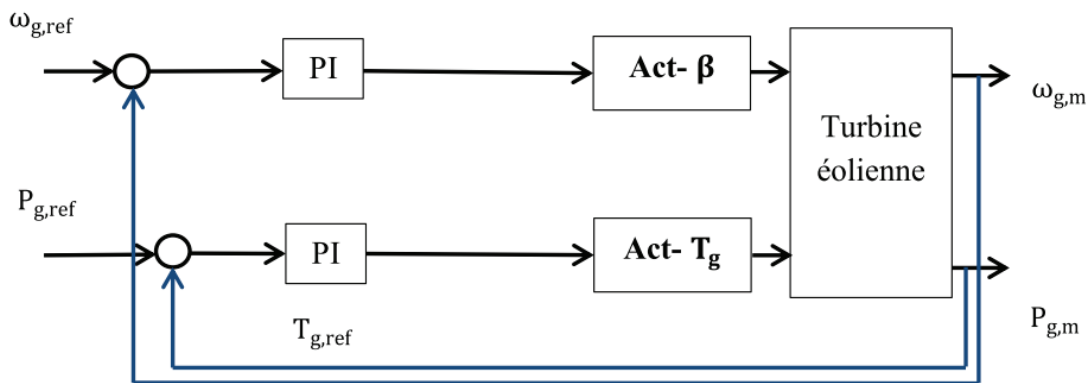 ω_g,ref
PI
Act- β
Turbine
éolienne
ω_g,m
P_g,ref
PI
Act- T_g
T_g,ref
P_g,m